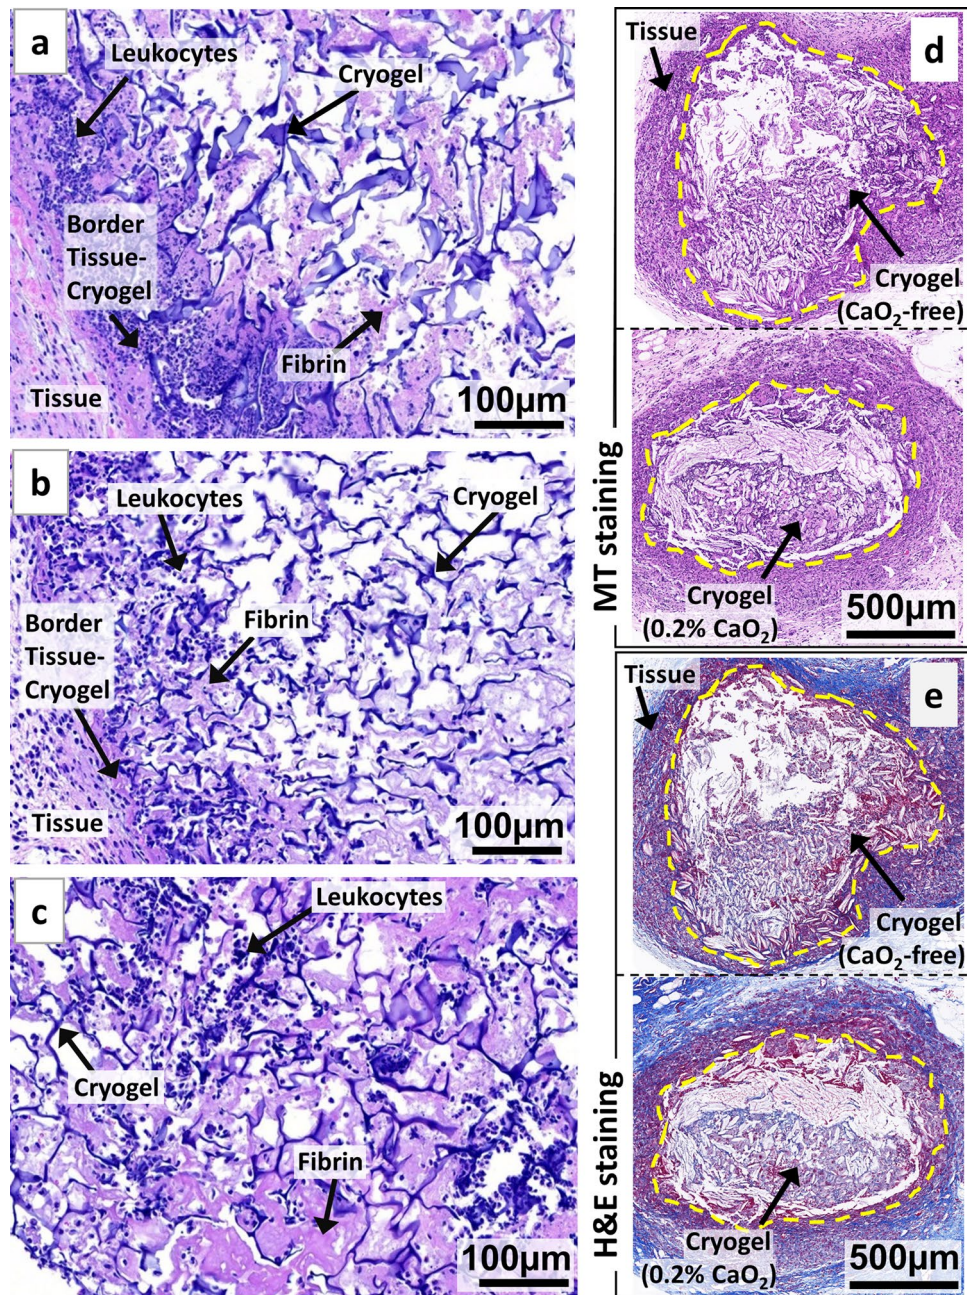 a
Leukocytes
Cryogel
Border
Tissue-
Cryogel
Fibrin
Tissue
100µm
b
Leukocytes
Cryogel
Fibrin
Border
Tissue-
Cryogel
Tissue
100µm
c
Leukocytes
Cryogel
Fibrin
100µm
MT staining
d
Tissue
Cryogel
(CaO₂-free)
Cryogel
(0.2% CaO₂)
500µm
H&E staining
e
Tissue
Cryogel
(CaO₂-free)
Cryogel
(0.2% CaO₂)
500µm